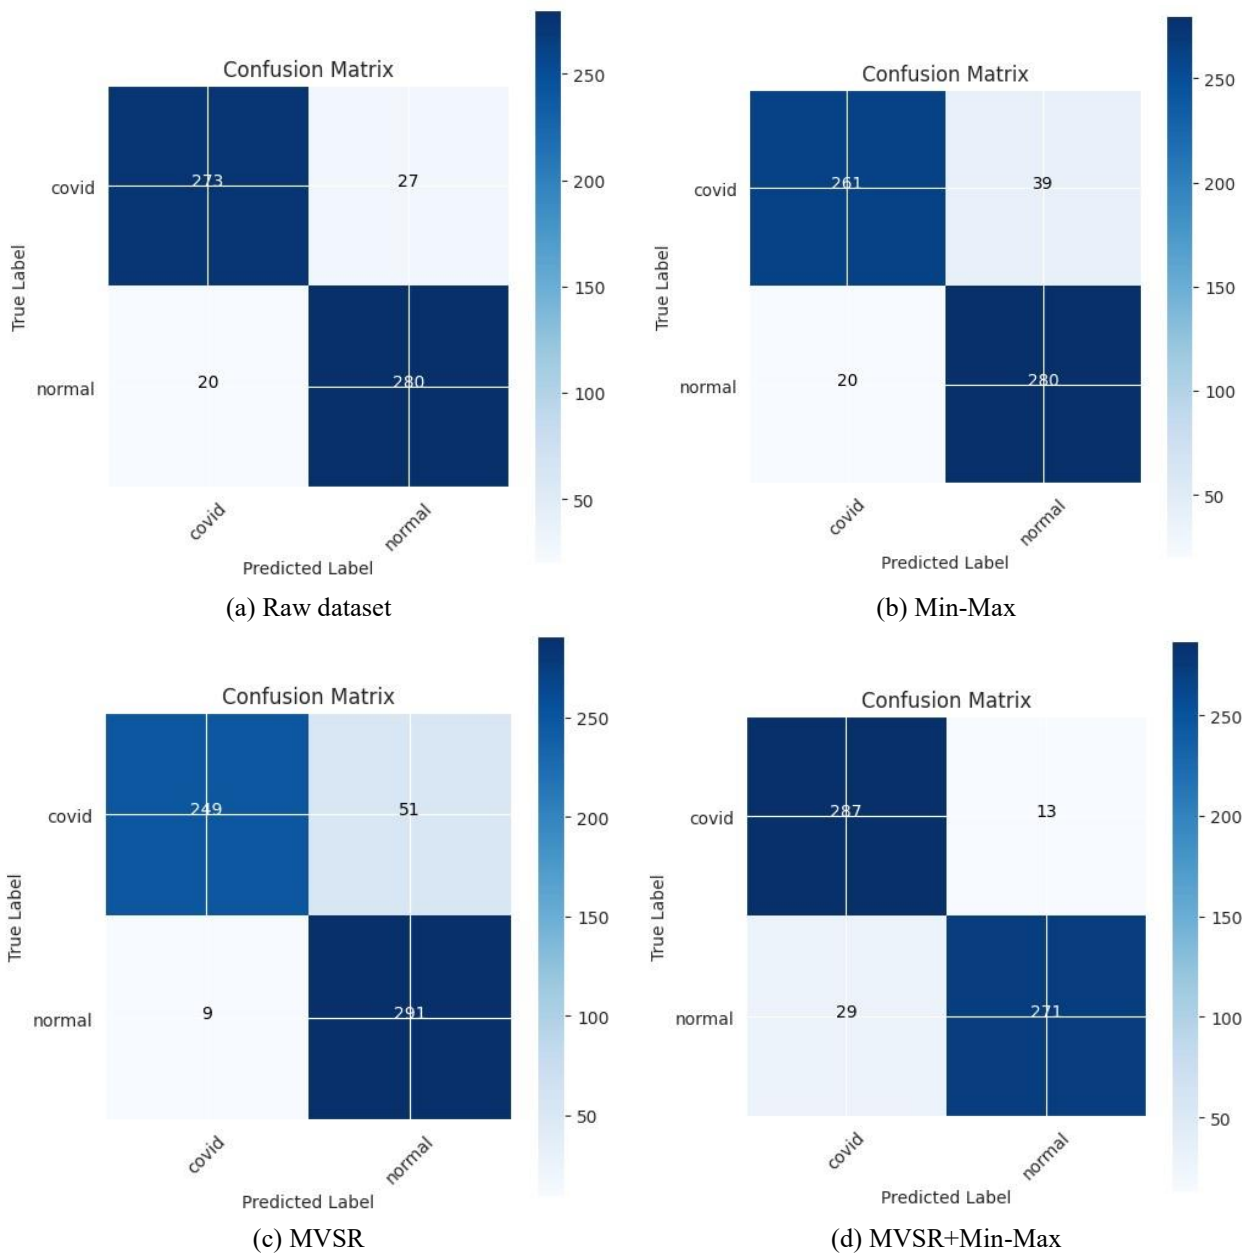 Confusion Matrix
True Label
covid
normal
273
27
20
280
covid
normal
Predicted Label
250
200
150
100
50
(a) Raw dataset
Confusion Matrix
True Label
covid
normal
261
39
20
280
covid
normal
Predicted Label
250
200
150
100
50
(b) Min-Max
Confusion Matrix
True Label
covid
normal
249
51
9
291
covid
normal
Predicted Label
250
200
150
100
50
(c) MVSR
Confusion Matrix
True Label
covid
normal
287
13
29
271
covid
normal
Predicted Label
250
200
150
100
50
(d) MVSR+Min-Max